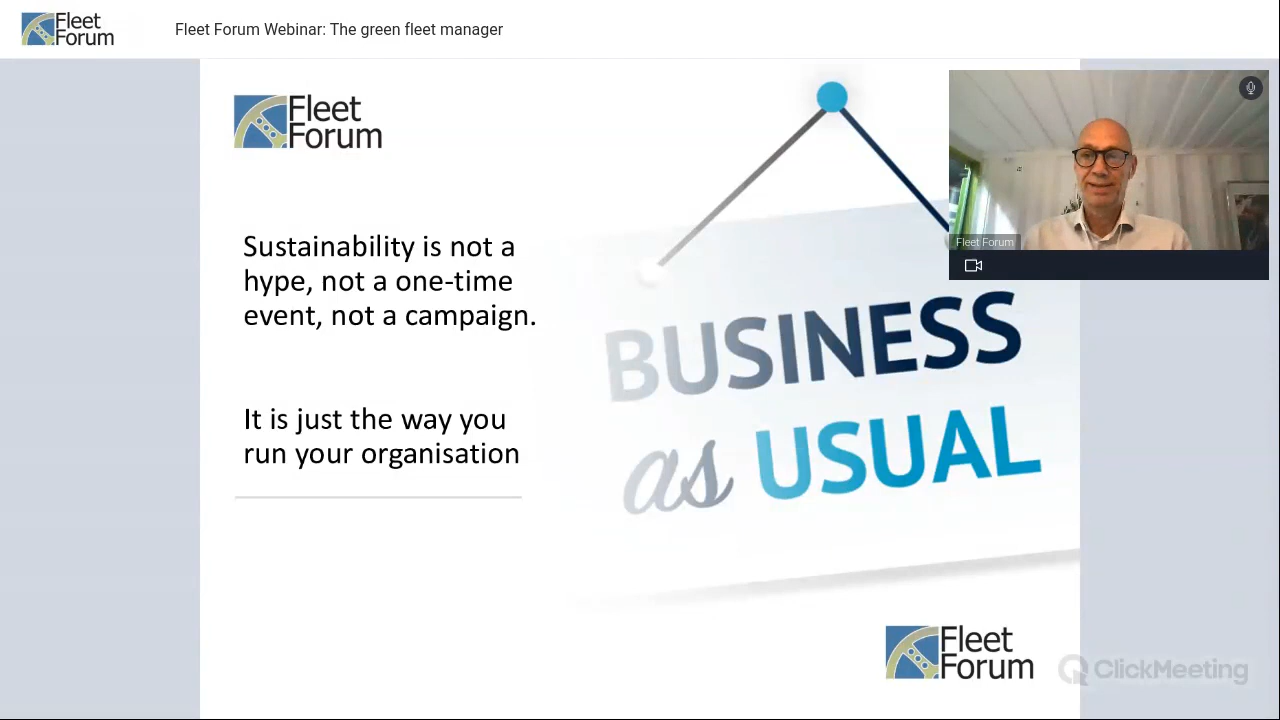 Fleet
Forum
Fleet Forum Webinar: The green fleet manager
Fleet
Forum
Sustainability is not a
hype, not a one-time
event, not a campaign.
It is just the way you
run your organisation
Fleet Forum
BUSINESS
as USUAL
Fleet
Forum
ClickMeeting